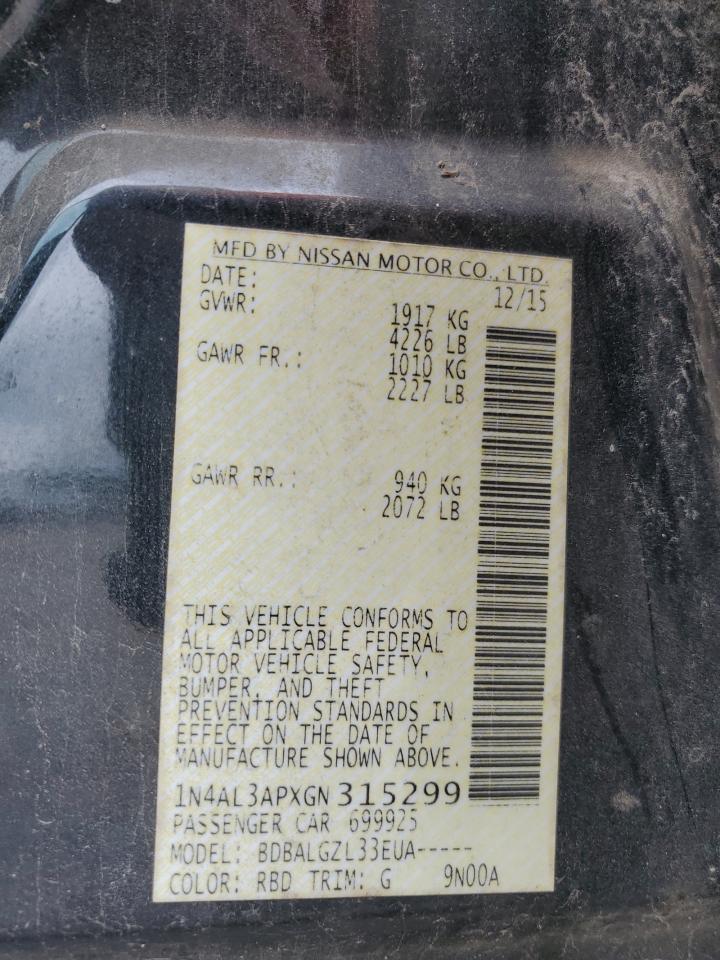 MFD BY NISSAN MOTOR CO., LTD.
DATE: 12/15
GVWR: 1917 KG
4226 LB
GAWR FR.: 1010 KG
2227 LB
GAWR RR.: 940 KG
2072 LB
THIS VEHICLE CONFORMS TO
ALL APPLICABLE FEDERAL
MOTOR VEHICLE SAFETY,
BUMPER, AND THEFT
PREVENTION STANDARDS IN
EFFECT ON THE DATE OF
MANUFACTURE SHOWN ABOVE.
1N4AL3APXGN315299
PASSENGER CAR 699925
MODEL: BDBALGZL33EUA-----
COLOR: RBD TRIM: G 9N00A